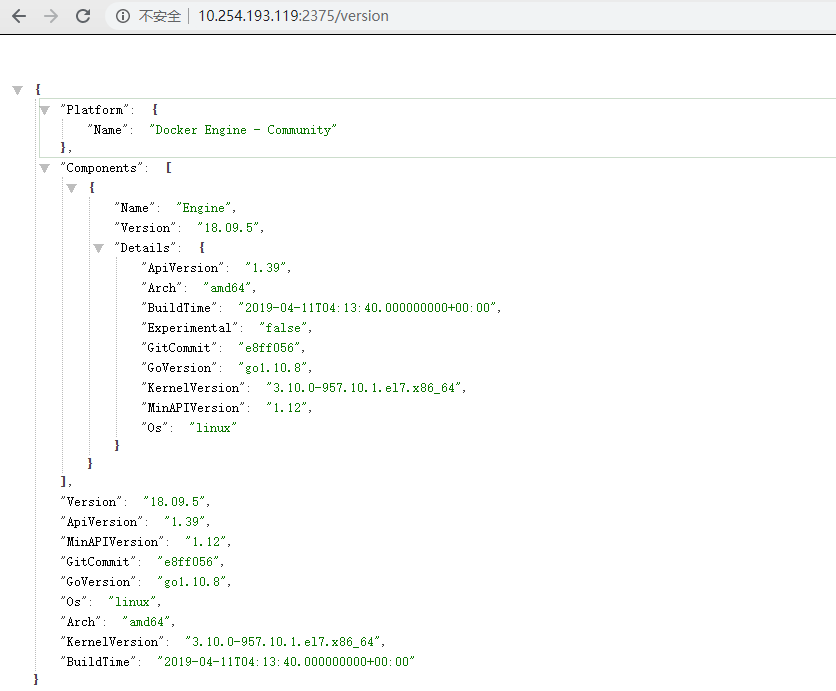 不安全 | 10.254.193.119:2375/version
{
"Platform": {
"Name": "Docker Engine - Community"
},
"Components": [
{
"Name": "Engine",
"Version": "18.09.5",
"Details": {
"ApiVersion": "1.39",
"Arch": "amd64",
"BuildTime": "2019-04-11T04:13:40.000000000+00:00",
"Experimental": "false",
"GitCommit": "e8ff056",
"GoVersion": "go1.10.8",
"KernelVersion": "3.10.0-957.10.1.el7.x86_64",
"MinAPIVersion": "1.12",
"Os": "linux"
}
}
],
"Version": "18.09.5",
"ApiVersion": "1.39",
"MinAPIVersion": "1.12",
"GitCommit": "e8ff056",
"GoVersion": "go1.10.8",
"Os": "linux",
"Arch": "amd64",
"KernelVersion": "3.10.0-957.10.1.el7.x86_64",
"BuildTime": "2019-04-11T04:13:40.000000000+00:00"
}